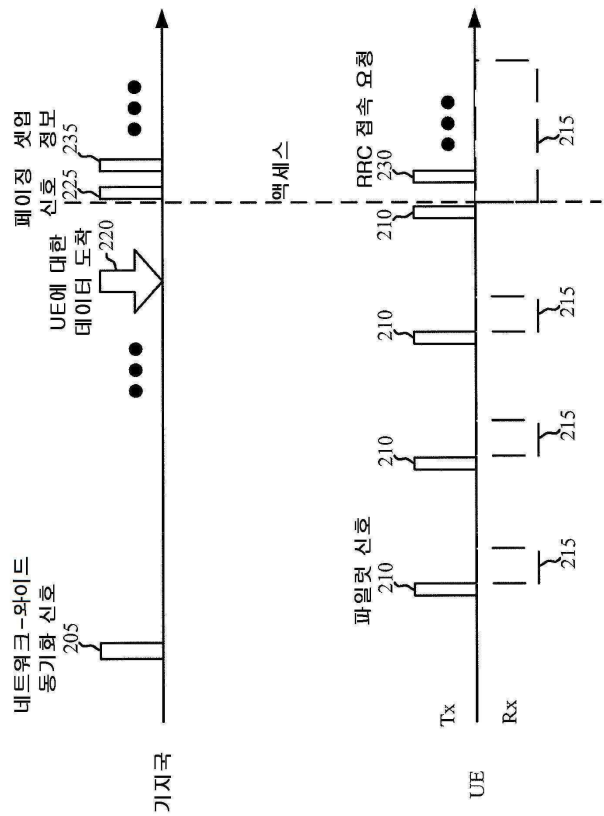 네트워크-와이드
동기화 신호
205
UE에 대한
데이터 도착
220
페이징
신호
225
셋업
정보
235
기지국
액세스
파일럿 신호
210
210
210
210
RRC 접속 요청
230
Tx
UE
Rx
215
215
215
215